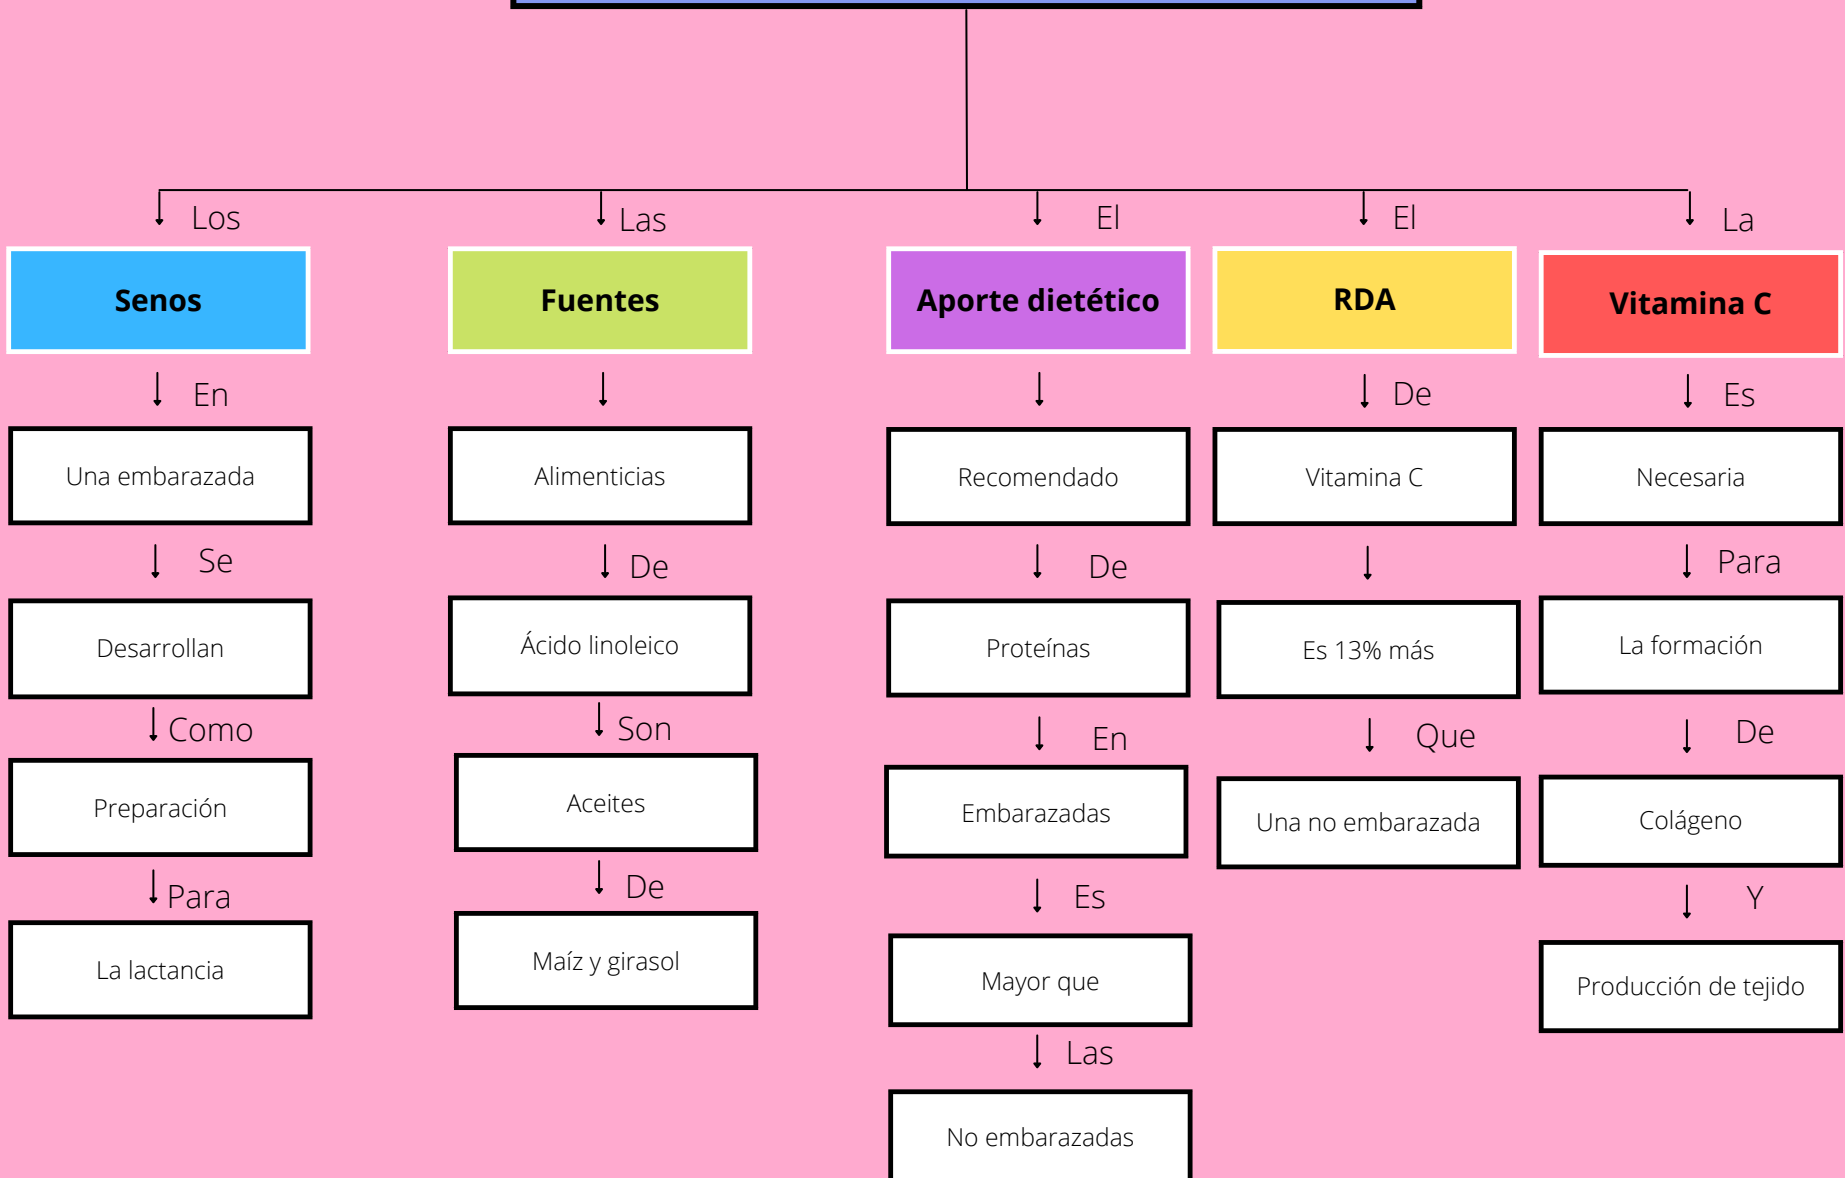 Los
Senos
En
Una embarazada
Se
Desarrollan
Como
Preparación
Para
La lactancia
Las
Fuentes
Alimenticias
De
Ácido linoleico
Son
Aceites
De
Maíz y girasol
El
Aporte dietético
Recomendado
De
Proteínas
En
Embarazadas
Es
Mayor que
Las
No embarazadas
El
RDA
De
Vitamina C
Es 13% más
Que
Una no embarazada
La
Vitamina C
Es
Necesaria
Para
La formación
De
Colágeno
Y
Producción de tejido